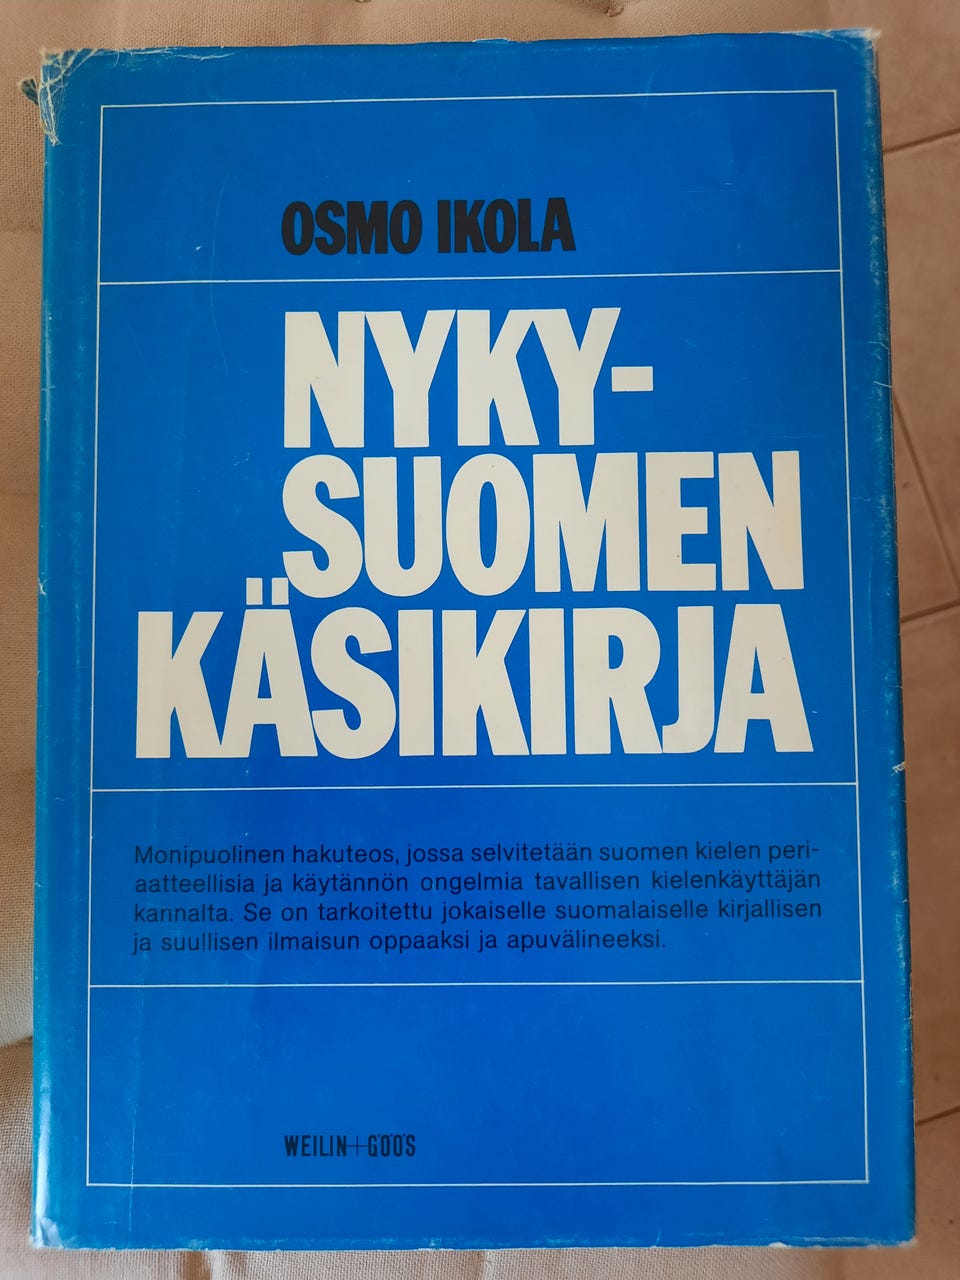 OSMO IKOLA
NYKY-
SUOMEN
KÄSIKIRJA
Monipuolinen hakuteos, jossa selvitetään suomen kielen peri-
aatteellisia ja käytännön ongelmia tavallisen kielenkäyttäjän
kannalta. Se on tarkoitettu jokaiselle suomalaiselle kirjallisen
ja suullisen ilmaisun oppaaksi ja apuvälineeksi.
WEILIN+GÖÖS